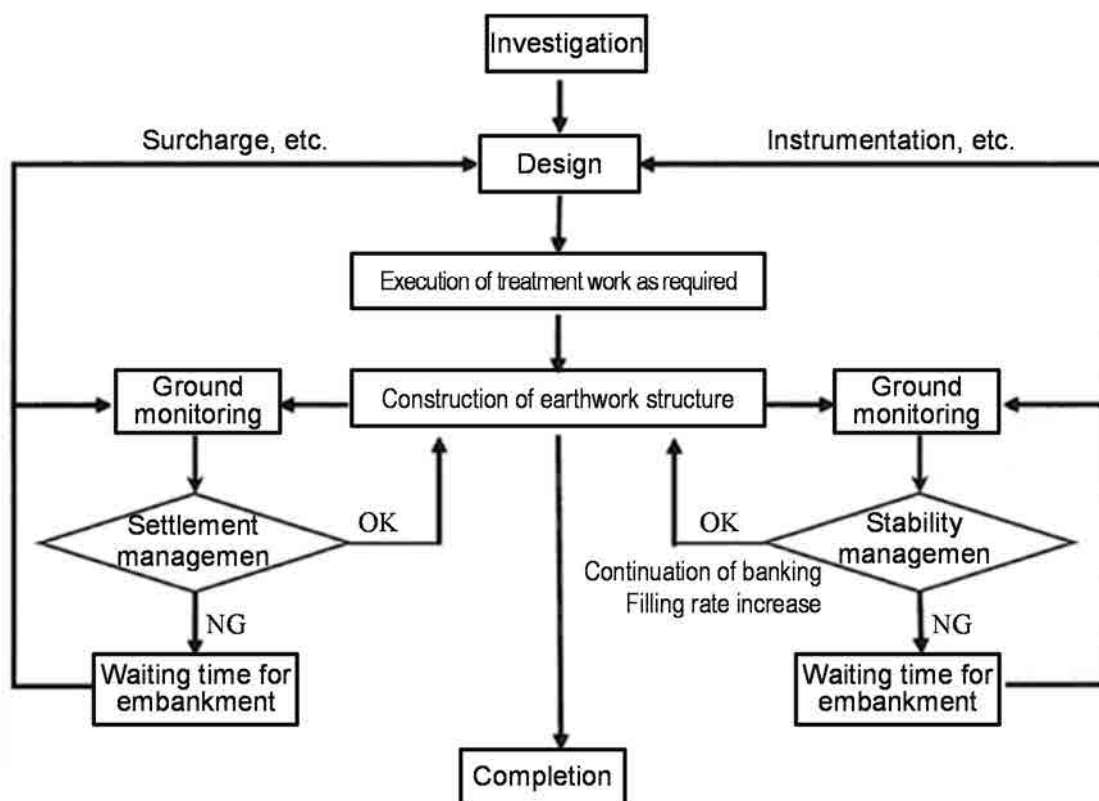 Investigation
Surcharge, etc.
Instrumentation, etc.
Design
Execution of treatment work as required
Ground
monitoring
Construction of earthwork structure
Ground
monitoring
Settlement
managemen
OK
OK
Stability
managemen
Continuation of banking
Filling rate increase
NG
NG
Waiting time for
embankment
Waiting time for
embankment
Completion